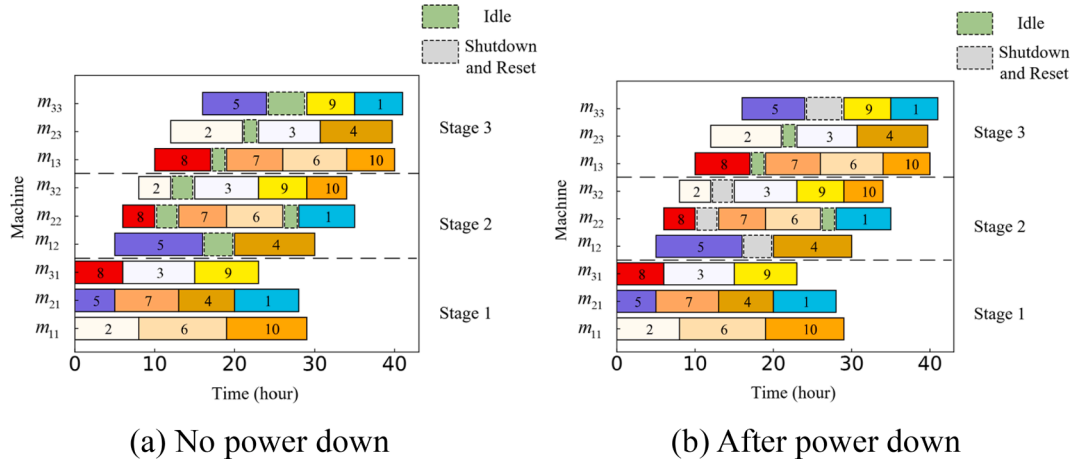 Idle
Shutdown
and Reset
m33 5 9 1
m23 2 3 4
m13 8 7 6 10
Stage 3
m32 2 3 9 10
m22 8 7 6 1
m12 5 4
Stage 2
m31 8 3 9
m21 5 7 4 1
m11 2 6 10
Stage 1
Machine
0 10 20 30 40
Time (hour)
(a) No power down
Idle
Shutdown
and Reset
m33 5 9 1
m23 2 3 4
m13 8 7 6 10
Stage 3
m32 2 3 9 10
m22 8 7 6 1
m12 5 4
Stage 2
m31 8 3 9
m21 5 7 4 1
m11 2 6 10
Stage 1
Machine
0 10 20 30 40
Time (hour)
(b) After power down